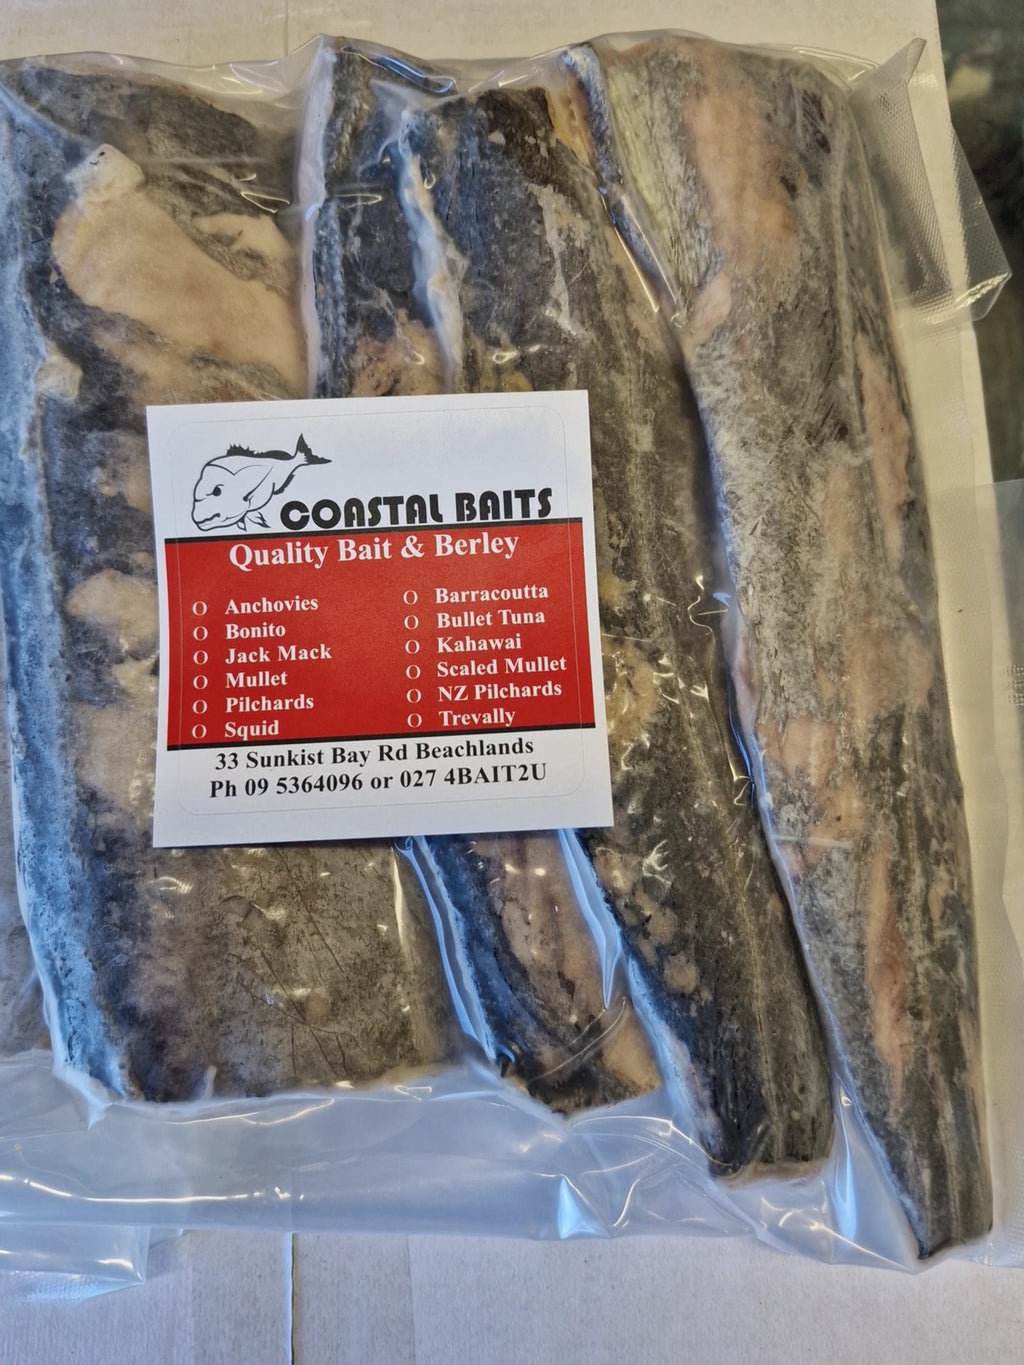 COASTAL BAITS
Quality Bait & Berley
O Anchovies
O Bonito
O Jack Mack
O Mullet
O Pilchards
O Squid
O Barracoutta
O Bullet Tuna
O Kahawai
O Scaled Mullet
O NZ Pilchards
O Trevally
33 Sunkist Bay Rd Beachlands
Ph 09 5364096 or 027 4BAIT2U